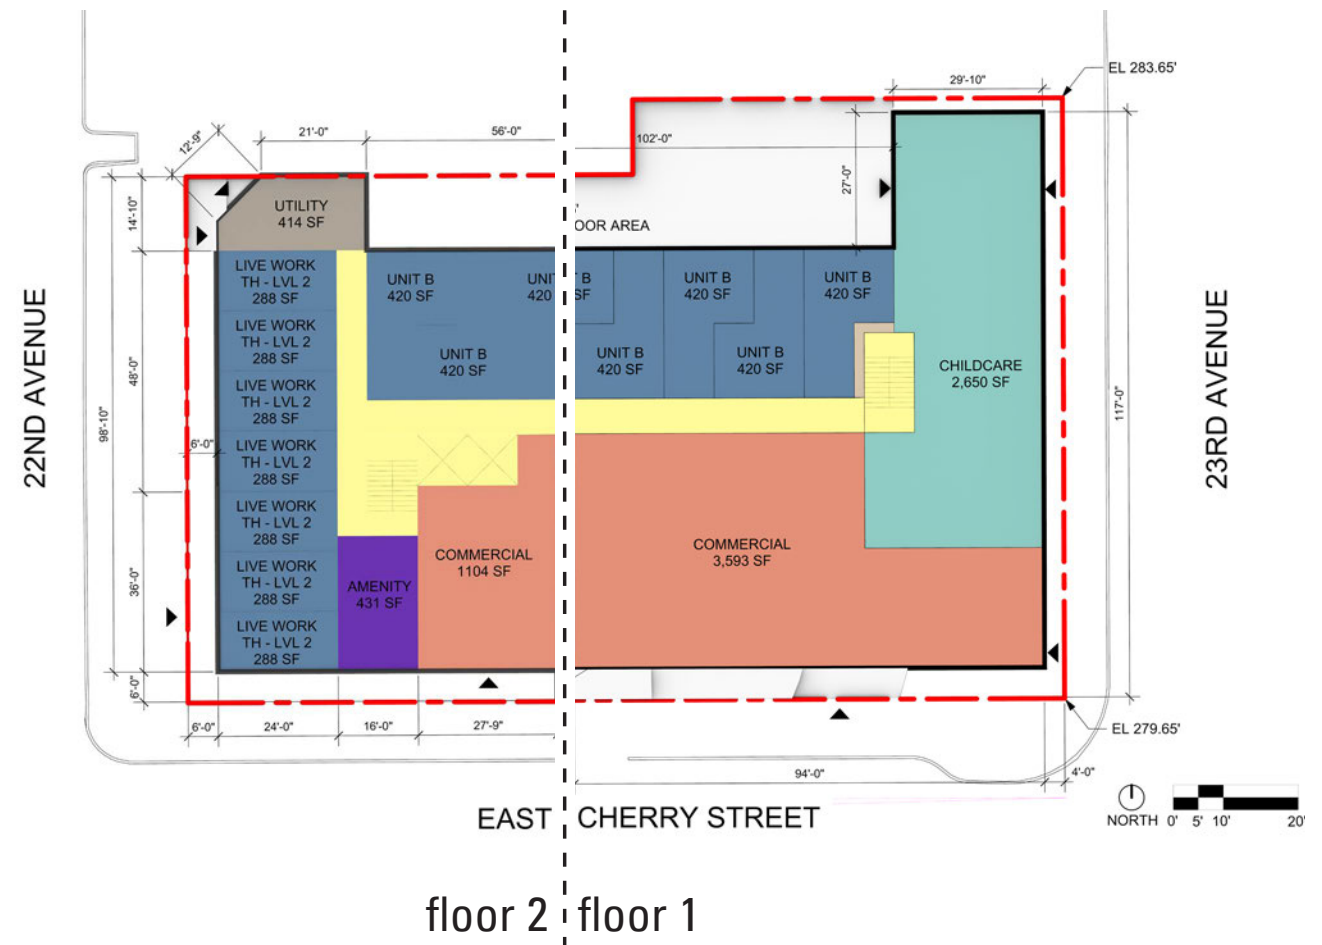 EL 283.65'
29'-10"
12'-9"
21'-0"
56'-0"
102'-0"
27'-0"
14'-10"
UTILITY
414 SF
OOR AREA
LIVE WORK
TH - LVL 2
288 SF
UNIT B
420 SF
UNIT B
420 SF
UNIT B
420 SF
UNIT B
420 SF
LIVE WORK
TH - LVL 2
288 SF
UNIT B
420 SF
UNIT B
420 SF
UNIT B
420 SF
CHILDCARE
2,650 SF
22ND AVENUE
23RD AVENUE
48'-0"
98'-10"
117'-0"
LIVE WORK
TH - LVL 2
288 SF
6'-0"
LIVE WORK
TH - LVL 2
288 SF
LIVE WORK
TH - LVL 2
288 SF
COMMERCIAL
1104 SF
COMMERCIAL
3,593 SF
36'-0"
LIVE WORK
TH - LVL 2
288 SF
AMENITY
431 SF
LIVE WORK
TH - LVL 2
288 SF
6'-0"
6'-0"
24'-0"
16'-0"
27'-9"
EL 279.65'
94'-0"
4'-0"
EAST CHERRY STREET
NORTH 0' 5' 10' 20'
floor 2 floor 1